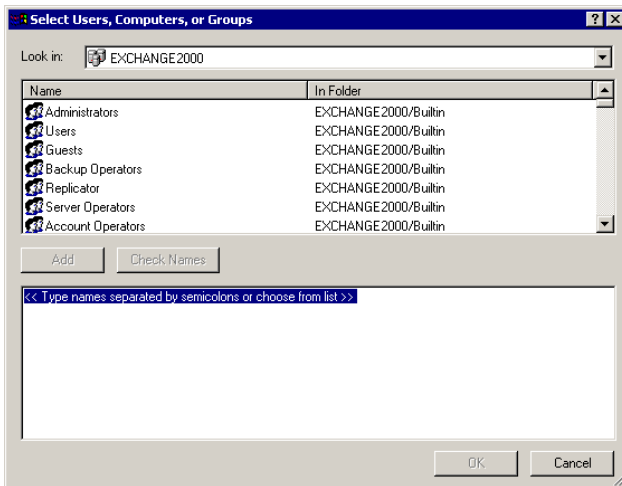 Select Users, Computers, or Groups
Look in: EXCHANGE2000
Name In Folder
Administrators EXCHANGE2000/Builtin
Users EXCHANGE2000/Builtin
Guests EXCHANGE2000/Builtin
Backup Operators EXCHANGE2000/Builtin
Replicator EXCHANGE2000/Builtin
Server Operators EXCHANGE2000/Builtin
Account Operators EXCHANGE2000/Builtin
Add Check Names
<< Type names separated by semicolons or choose from list >>
OK Cancel